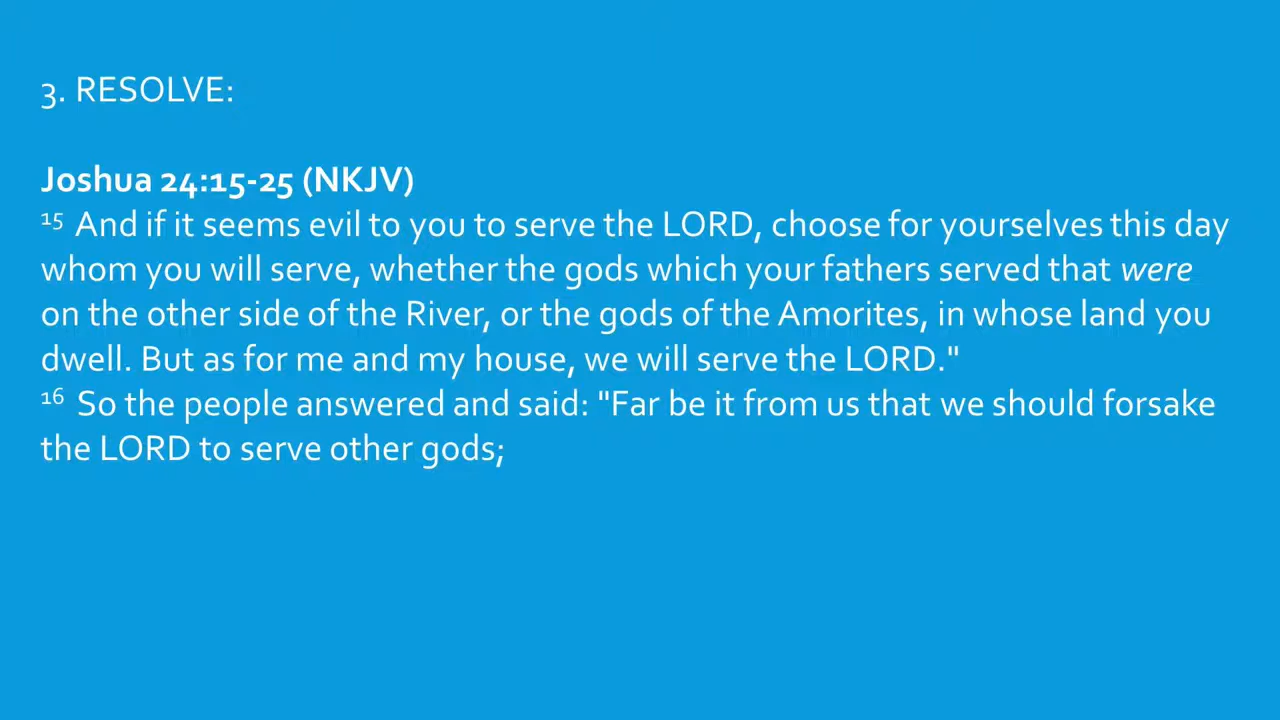 3. RESOLVE:
Joshua 24:15-25 (NKJV)
15 And if it seems evil to you to serve the LORD, choose for yourselves this day
whom you will serve, whether the gods which your fathers served that were
on the other side of the River, or the gods of the Amorites, in whose land you
dwell. But as for me and my house, we will serve the LORD."
16 So the people answered and said: "Far be it from us that we should forsake
the LORD to serve other gods;